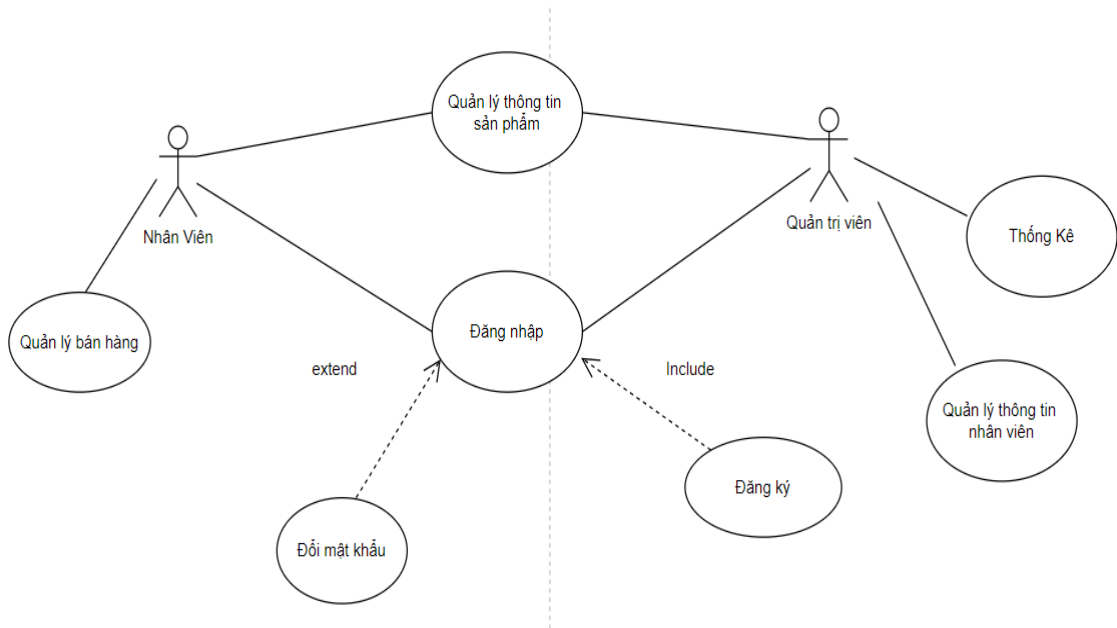 Quản lý thông tin
sản phẩm
Nhân Viên
Quản trị viên
Thống Kê
Quản lý bán hàng
Đăng nhập
extend
Include
Quản lý thông tin
nhân viên
Đăng ký
Đổi mật khẩu